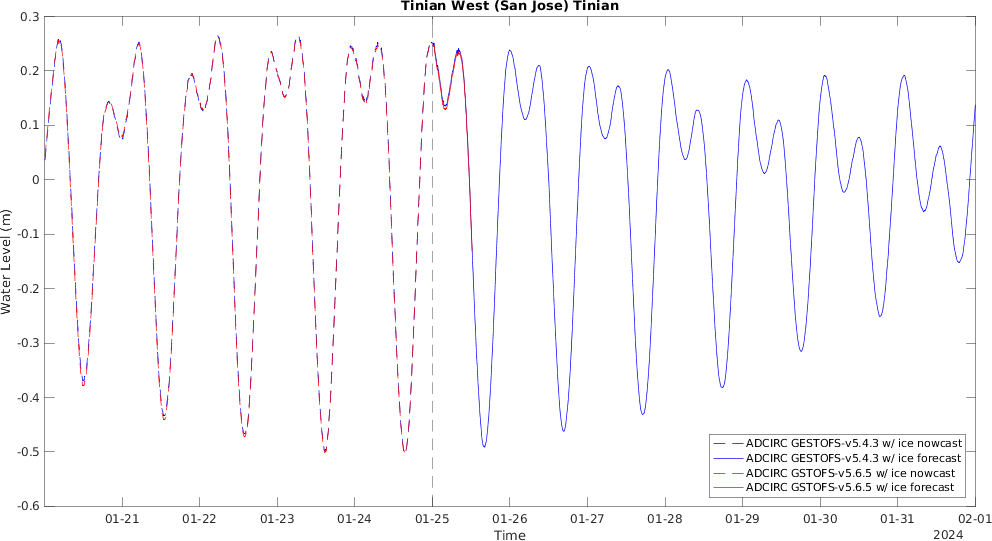 Tinian West (San Jose) Tinian
0.3
0.2
0.1
0
-0.1
-0.2
-0.3
-0.4
-0.5
-0.6
Water Level (m)
ADCIRC GESTOFS-v5.4.3 w/ ice nowcast
ADCIRC GESTOFS-v5.4.3 w/ ice forecast
ADCIRC GSTOFS-v5.6.5 w/ ice nowcast
ADCIRC GSTOFS-v5.6.5 w/ ice forecast
01-21 01-22 01-23 01-24 01-25 01-26 01-27 01-28 01-29 01-30 01-31 02-01
Time 2024